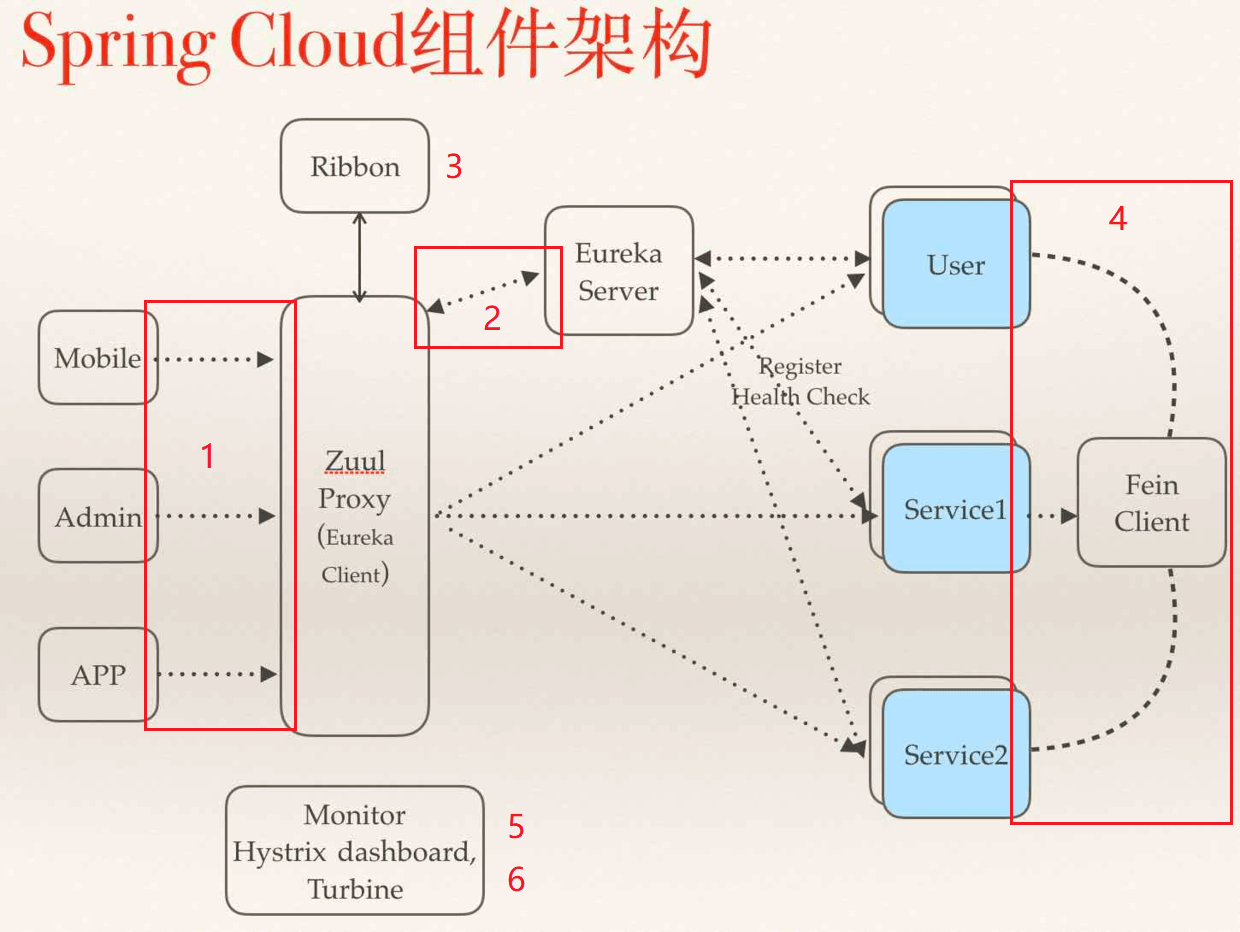 Spring Cloud组件架构
Ribbon
3
Eureka
Server
2
User
4
Mobile
Register
Health Check
1
Zuul
Proxy
(Eureka
Client)
Admin
Service1
Fein
Client
APP
Service2
Monitor
Hystrix dashboard,
Turbine
5
6